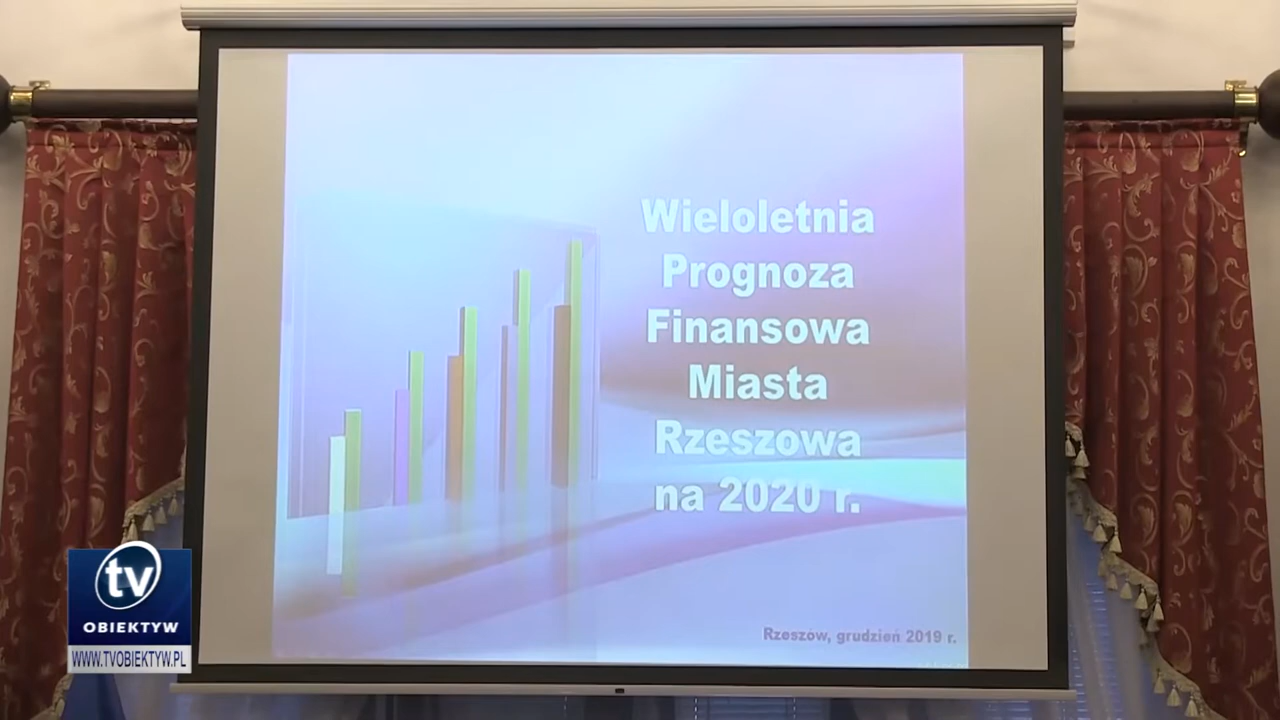 Wieloletnia
Prognoza
Finansowa
Miasta
Rzeszowa
na 2020 r.
Rzeszów, grudzień 2019 r.
tv
OBIEKTYW
WWW.TVOBIEKTYW.PL